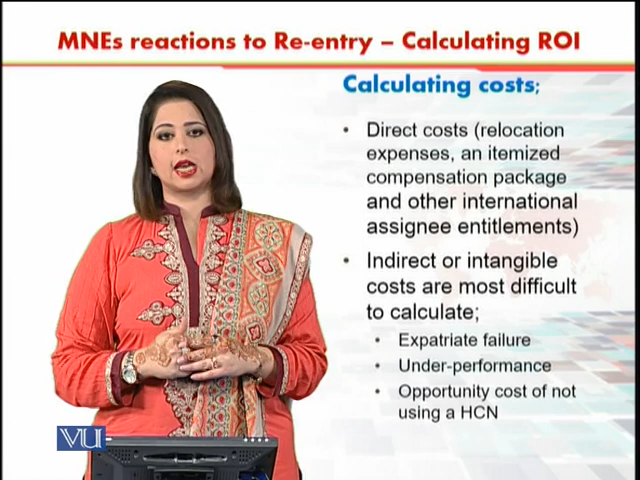 MNEs reactions to Re-entry – Calculating ROI
Calculating costs;
• Direct costs (relocation
expenses, an itemized
compensation package
and other international
assignee entitlements)
• Indirect or intangible
costs are most difficult
to calculate;
• Expatriate failure
• Under-performance
• Opportunity cost of not
using a HCN
VU